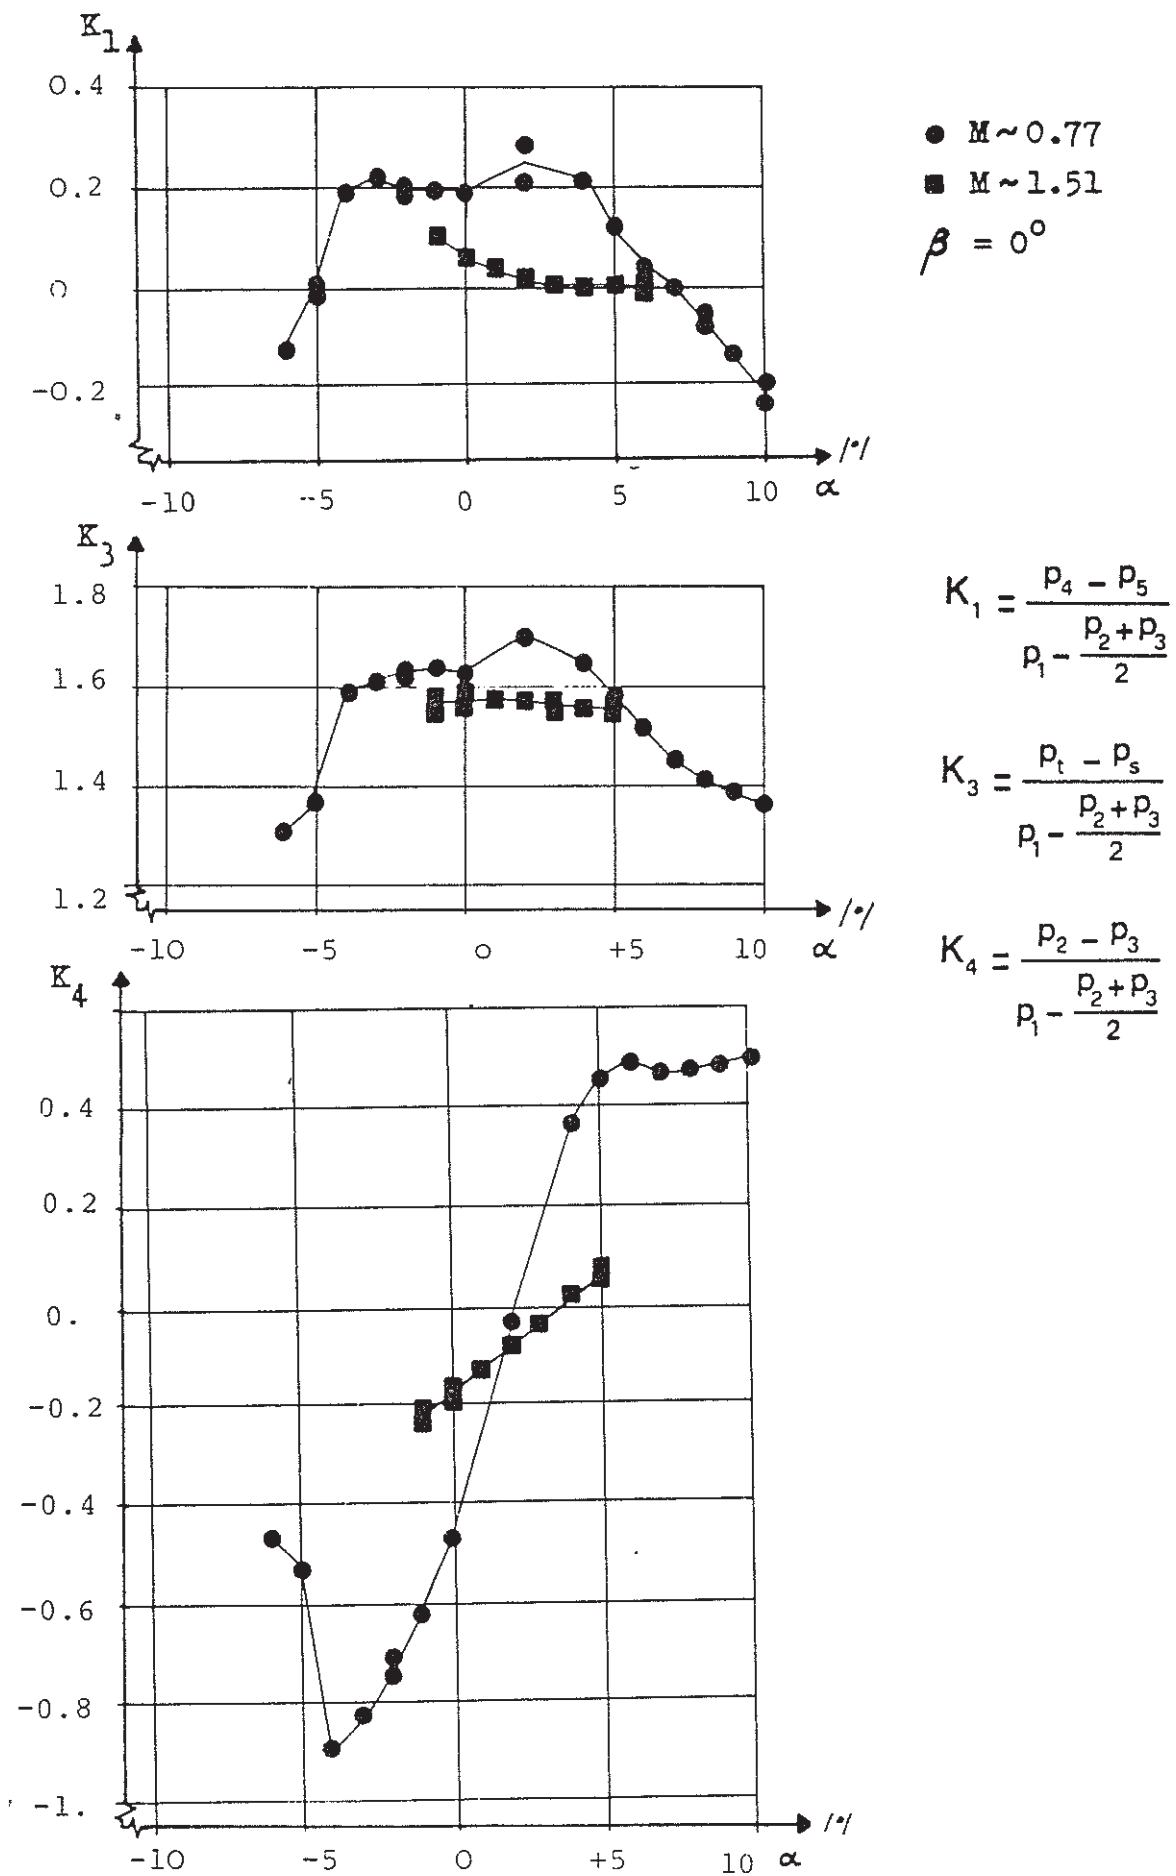 K1
0.4
0.2
0
-0.2
-10
-5
0
5
10
α
/°/
● M~0.77
■ M~1.51
β = 0°
K3
1.8
1.6
1.4
1.2
-10
-5
0
+5
10
α
/°/
K1 = (p4 - p5) / (p1 - (p2+p3)/2)
K3 = (pt - ps) / (p1 - (p2+p3)/2)
K4 = (p2 - p3) / (p1 - (p2+p3)/2)
K4
0.4
0.2
0.
-0.2
-0.4
-0.6
-0.8
-1.
-10
-5
0
+5
10
α
/°/